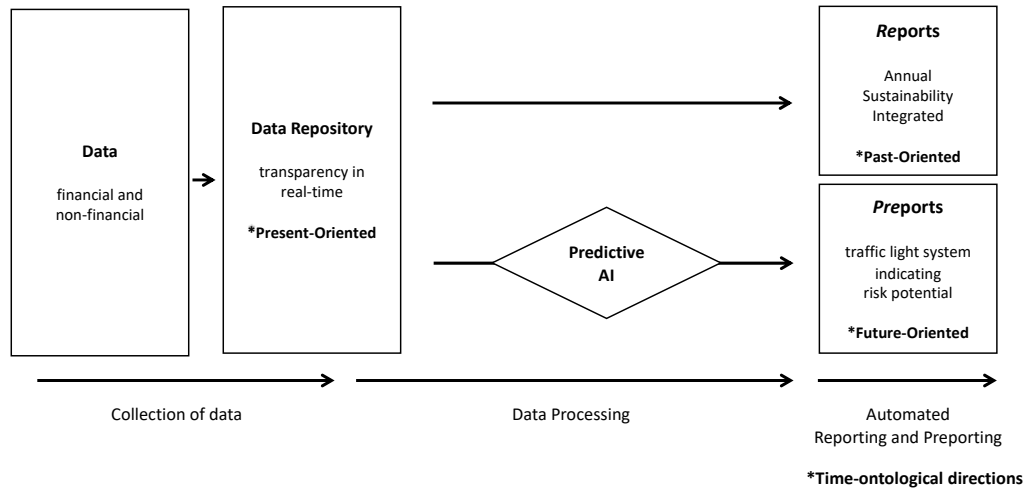 Data
financial and
non-financial
Data Repository
transparency in
real-time
*Present-Oriented
Predictive
AI
Reports
Annual
Sustainability
Integrated
*Past-Oriented
Preports
traffic light system
indicating
risk potential
*Future-Oriented
Collection of data
Data Processing
Automated
Reporting and Preporting
*Time-ontological directions